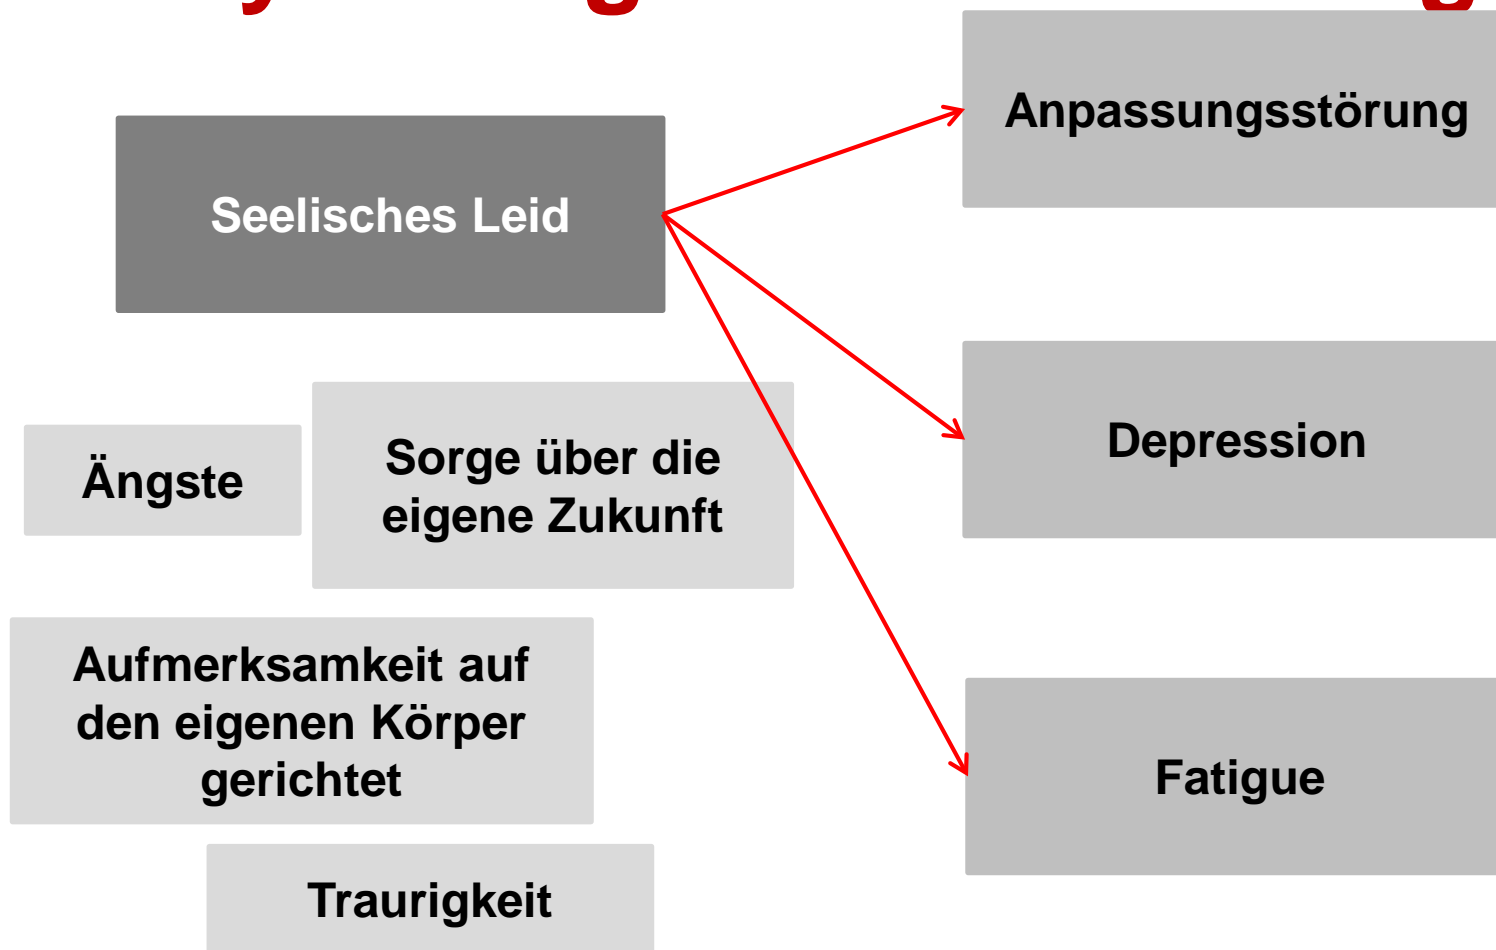 Anpassungsstörung
Seelisches Leid
Depression
Ängste
Sorge über die
eigene Zukunft
Aufmerksamkeit auf
den eigenen Körper
gerichtet
Fatigue
Traurigkeit